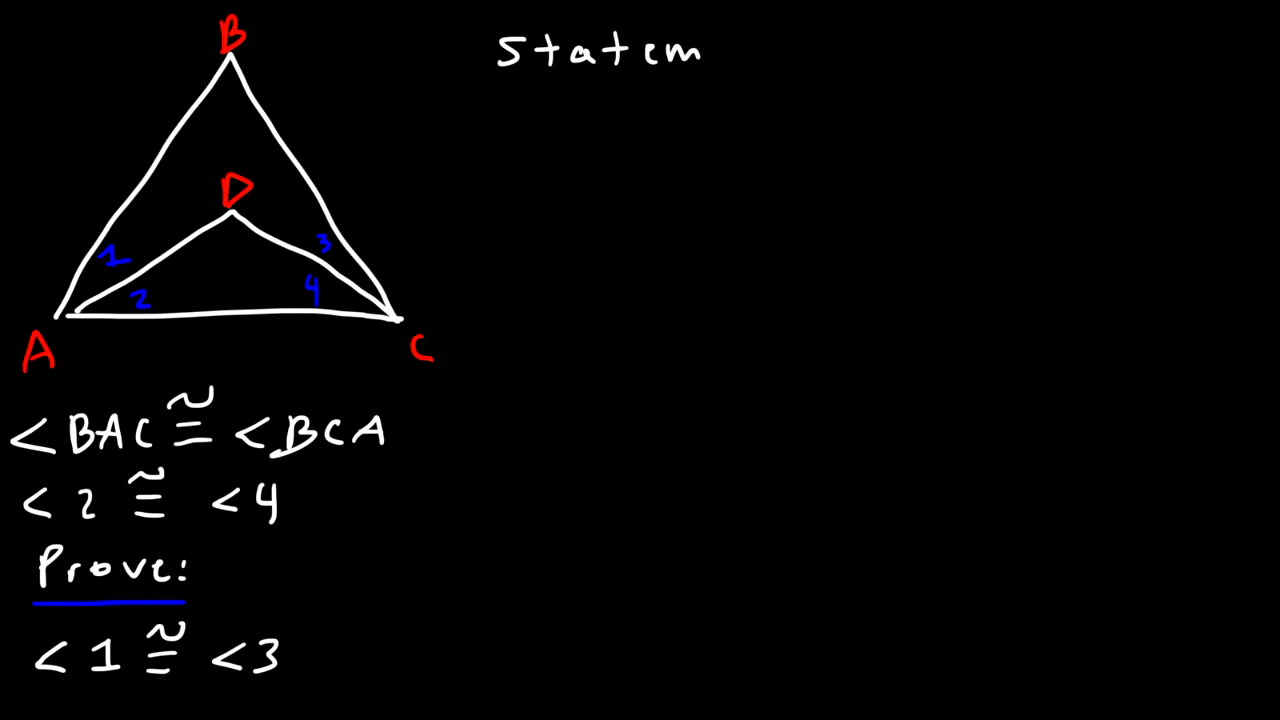 B
Statem
D
1
3
2
4
A
C
<BAC ≅ <BCA
<2 ≅ <4
Prove:
<1 ≅ <3